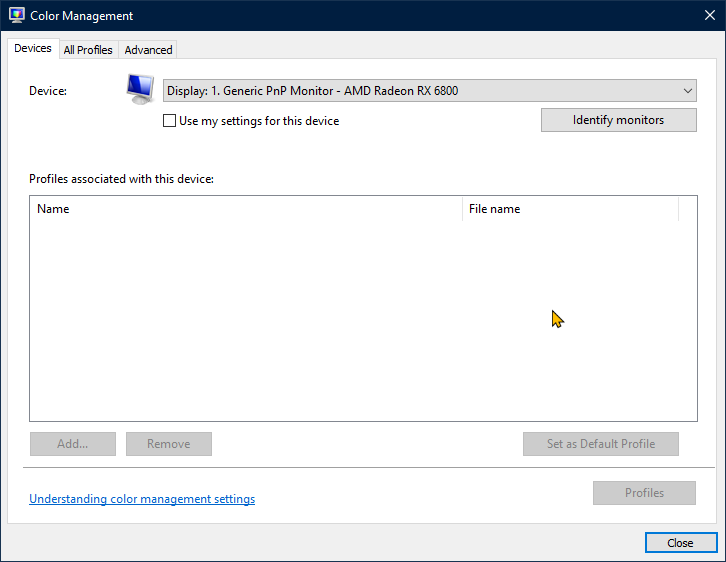 Color Management
Devices All Profiles Advanced
Device: Display: 1. Generic PnP Monitor - AMD Radeon RX 6800
Use my settings for this device Identify monitors
Profiles associated with this device:
Name File name
Add... Remove Set as Default Profile
Understanding color management settings Profiles
Close